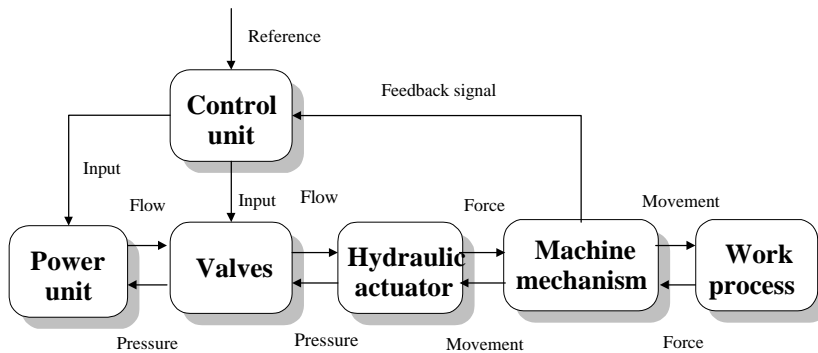 Reference
Control
unit
Feedback signal
Input
Input
Flow
Flow
Force
Movement
Power
unit
Valves
Hydraulic
actuator
Machine
mechanism
Work
process
Pressure
Pressure
Movement
Force